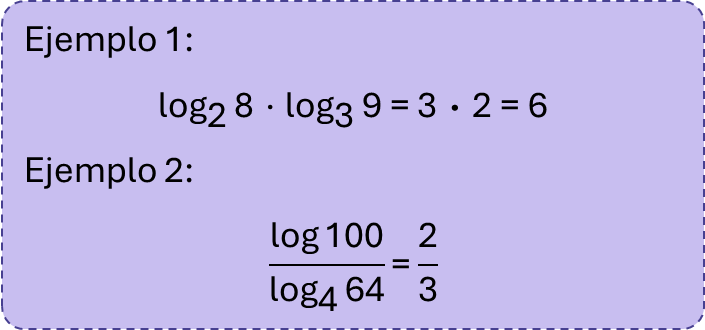 Ejemplo 1:
log₂ 8 · log₃ 9 = 3 · 2 = 6
Ejemplo 2:
log 100
log₄ 64
=
2
3